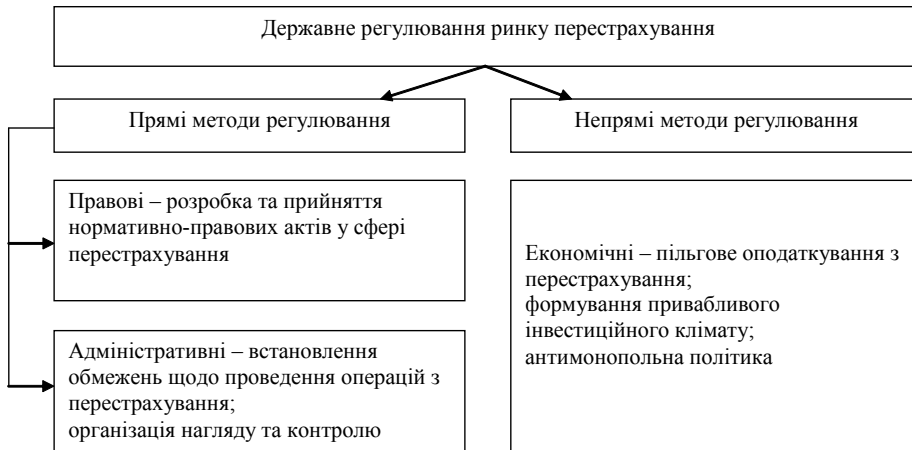 Державне регулювання ринку перестрахування
Прямі методи регулювання
Непрямі методи регулювання
Правові – розробка та прийняття
нормативно-правових актів у сфері
перестрахування
Адміністративні – встановлення
обмежень щодо проведення операцій з
перестрахування;
організація нагляду та контролю
Економічні – пільгове оподаткування з
перестрахування;
формування привабливого
інвестиційного клімату;
антимонопольна політика